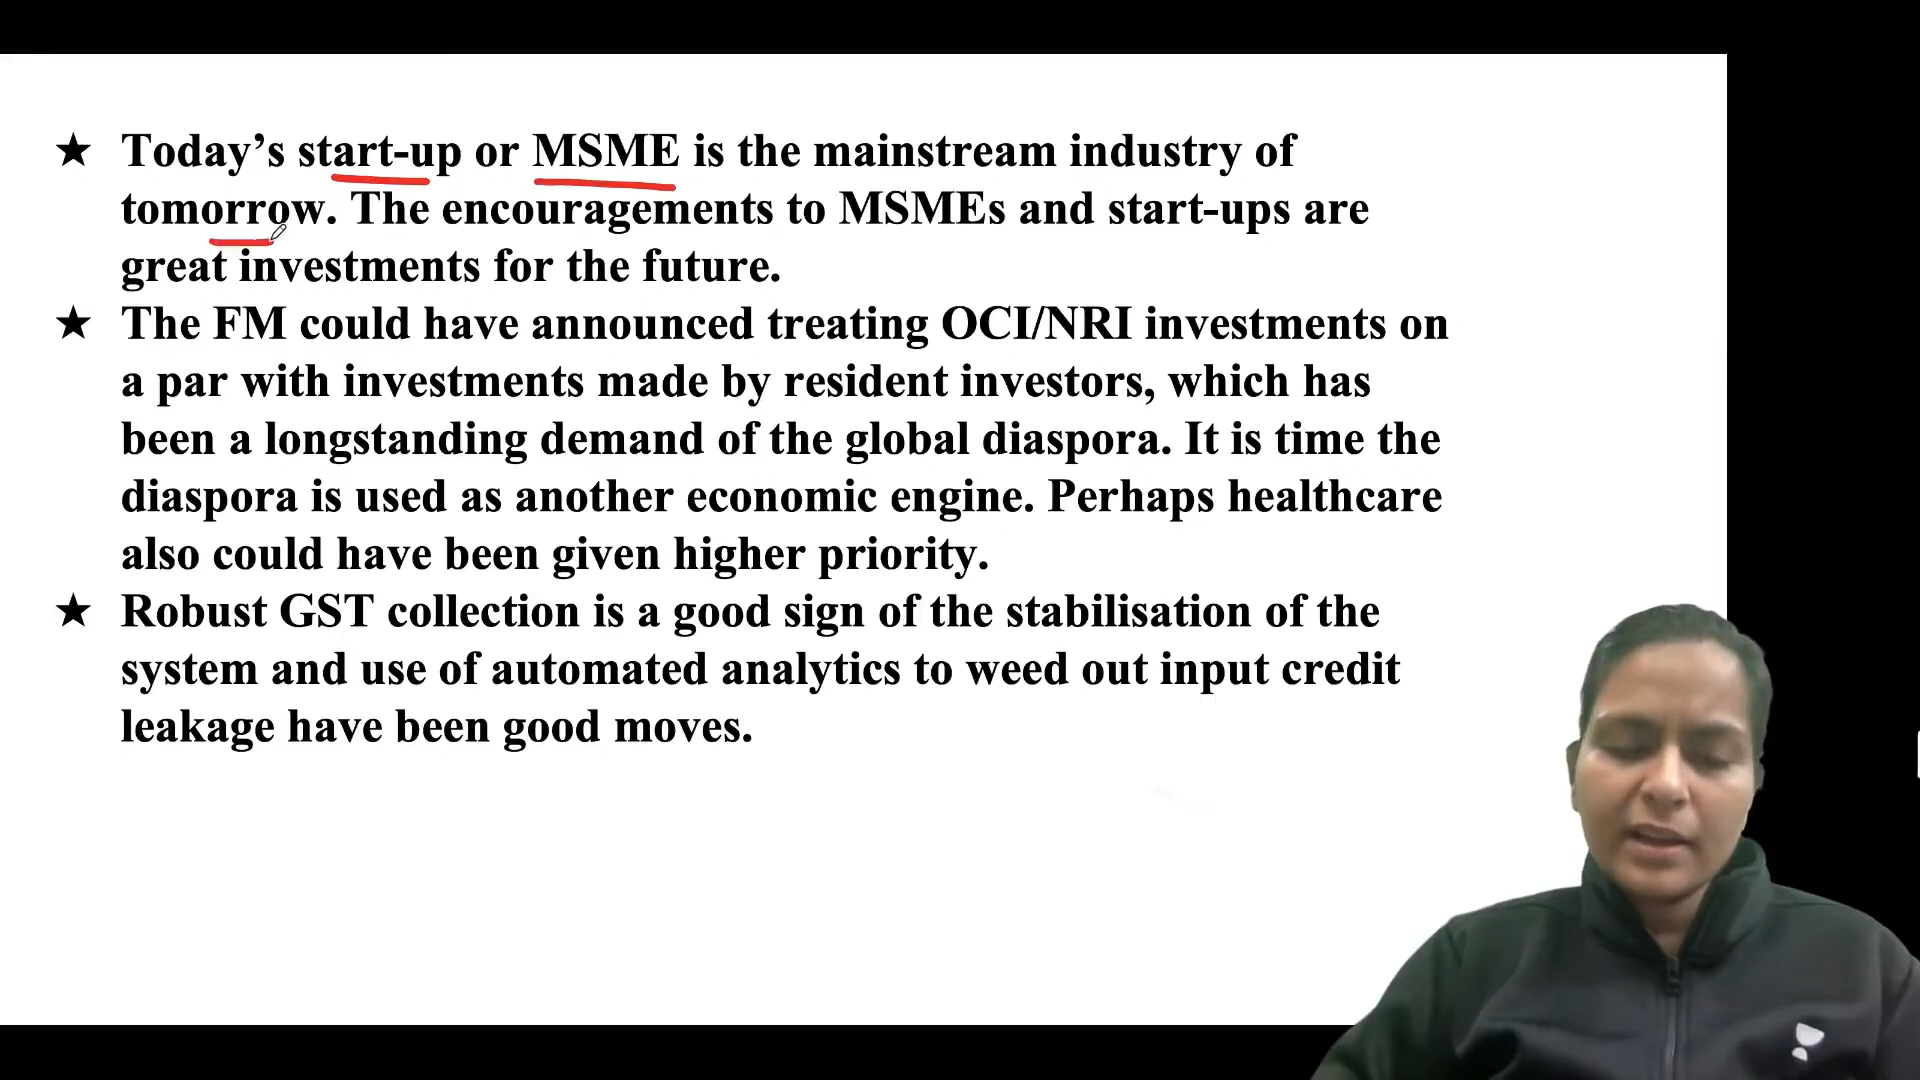 ★ Today’s start-up or MSME is the mainstream industry of
tomorrow. The encouragements to MSMEs and start-ups are
great investments for the future.
★ The FM could have announced treating OCI/NRI investments on
a par with investments made by resident investors, which has
been a longstanding demand of the global diaspora. It is time the
diaspora is used as another economic engine. Perhaps healthcare
also could have been given higher priority.
★ Robust GST collection is a good sign of the stabilisation of the
system and use of automated analytics to weed out input credit
leakage have been good moves.